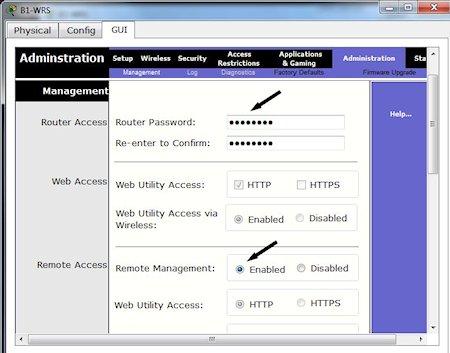 B1-WRS
Physical Config GUI
Adminstration
Setup Wireless Security Access Restrictions Applications & Gaming Administration Sta
Management Log Diagnostics Factory Defaults Firmware Upgrade
Management
Help...
Router Access
Router Password:
Re-enter to Confirm:
Web Access
Web Utility Access: HTTP HTTPS
Web Utility Access via Wireless: Enabled Disabled
Remote Access
Remote Management: Enabled Disabled
Web Utility Access: HTTP HTTPS